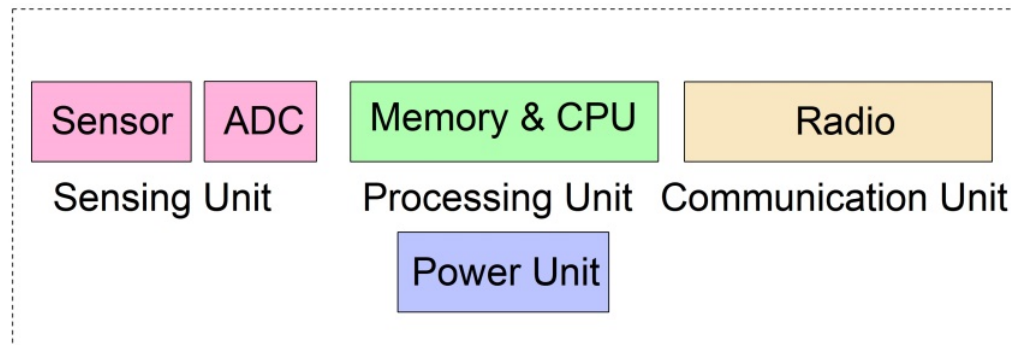 Sensor ADC Memory & CPU Radio
Sensing Unit Processing Unit Communication Unit
Power Unit